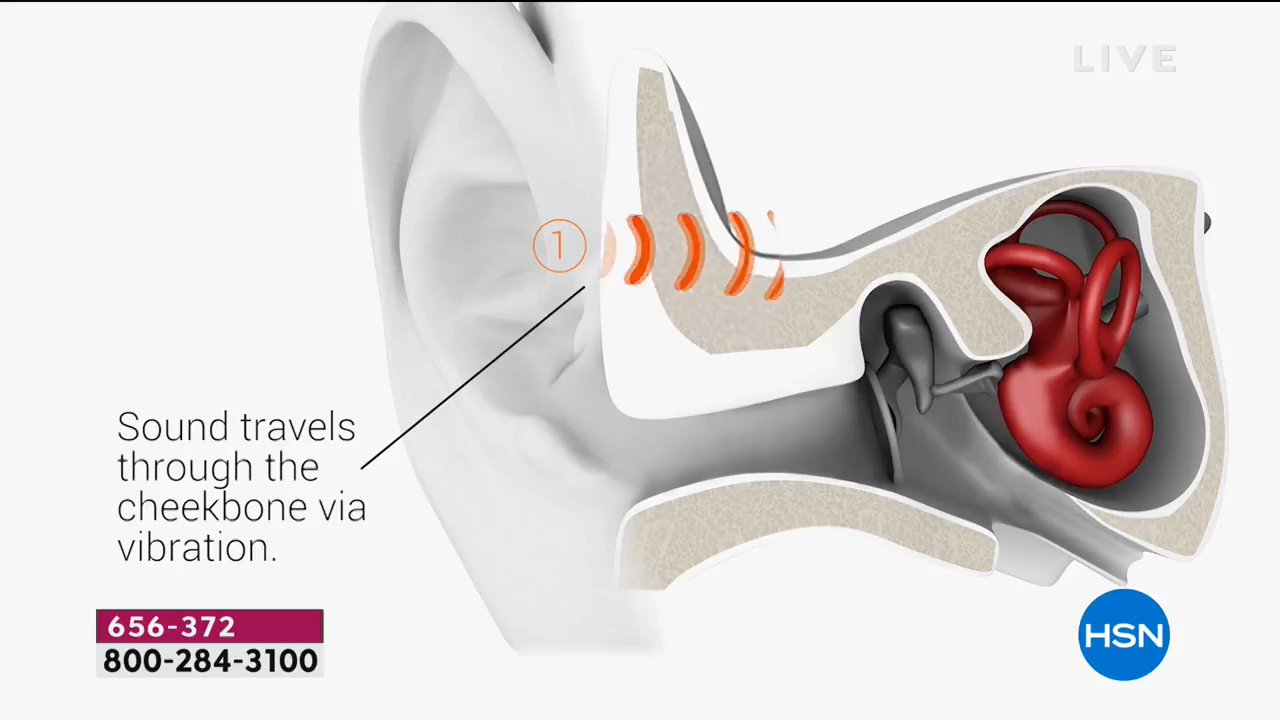 LIVE
1
Sound travels
through the
cheekbone via
vibration.
656-372
800-284-3100
HSN